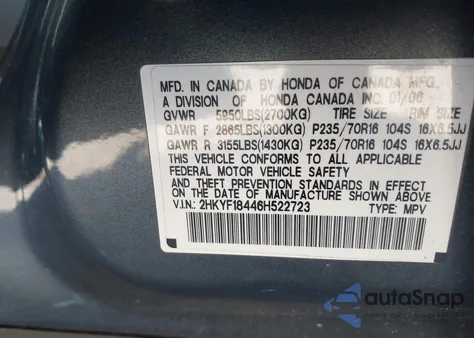 MFD. IN CANADA BY HONDA OF CANADA MFG.,
A DIVISION OF HONDA CANADA INC. 01/06
GVWR 5950LBS(2700KG) TIRE SIZE RIM SIZE
GAWR F 2865LBS(1300KG) P235/70R16 104S 16X6.5JJ
GAWR R 3155LBS(1430KG) P235/70R16 104S 16X6.5JJ
THIS VEHICLE CONFORMS TO ALL APPLICABLE
FEDERAL MOTOR VEHICLE SAFETY
STANDARDS IN EFFECT ON THE
DATE OF MANUFACTURE SHOWN ABOVE
V.I.N.: 2HKYF18446H522723 TYPE: MPV
autoSnap